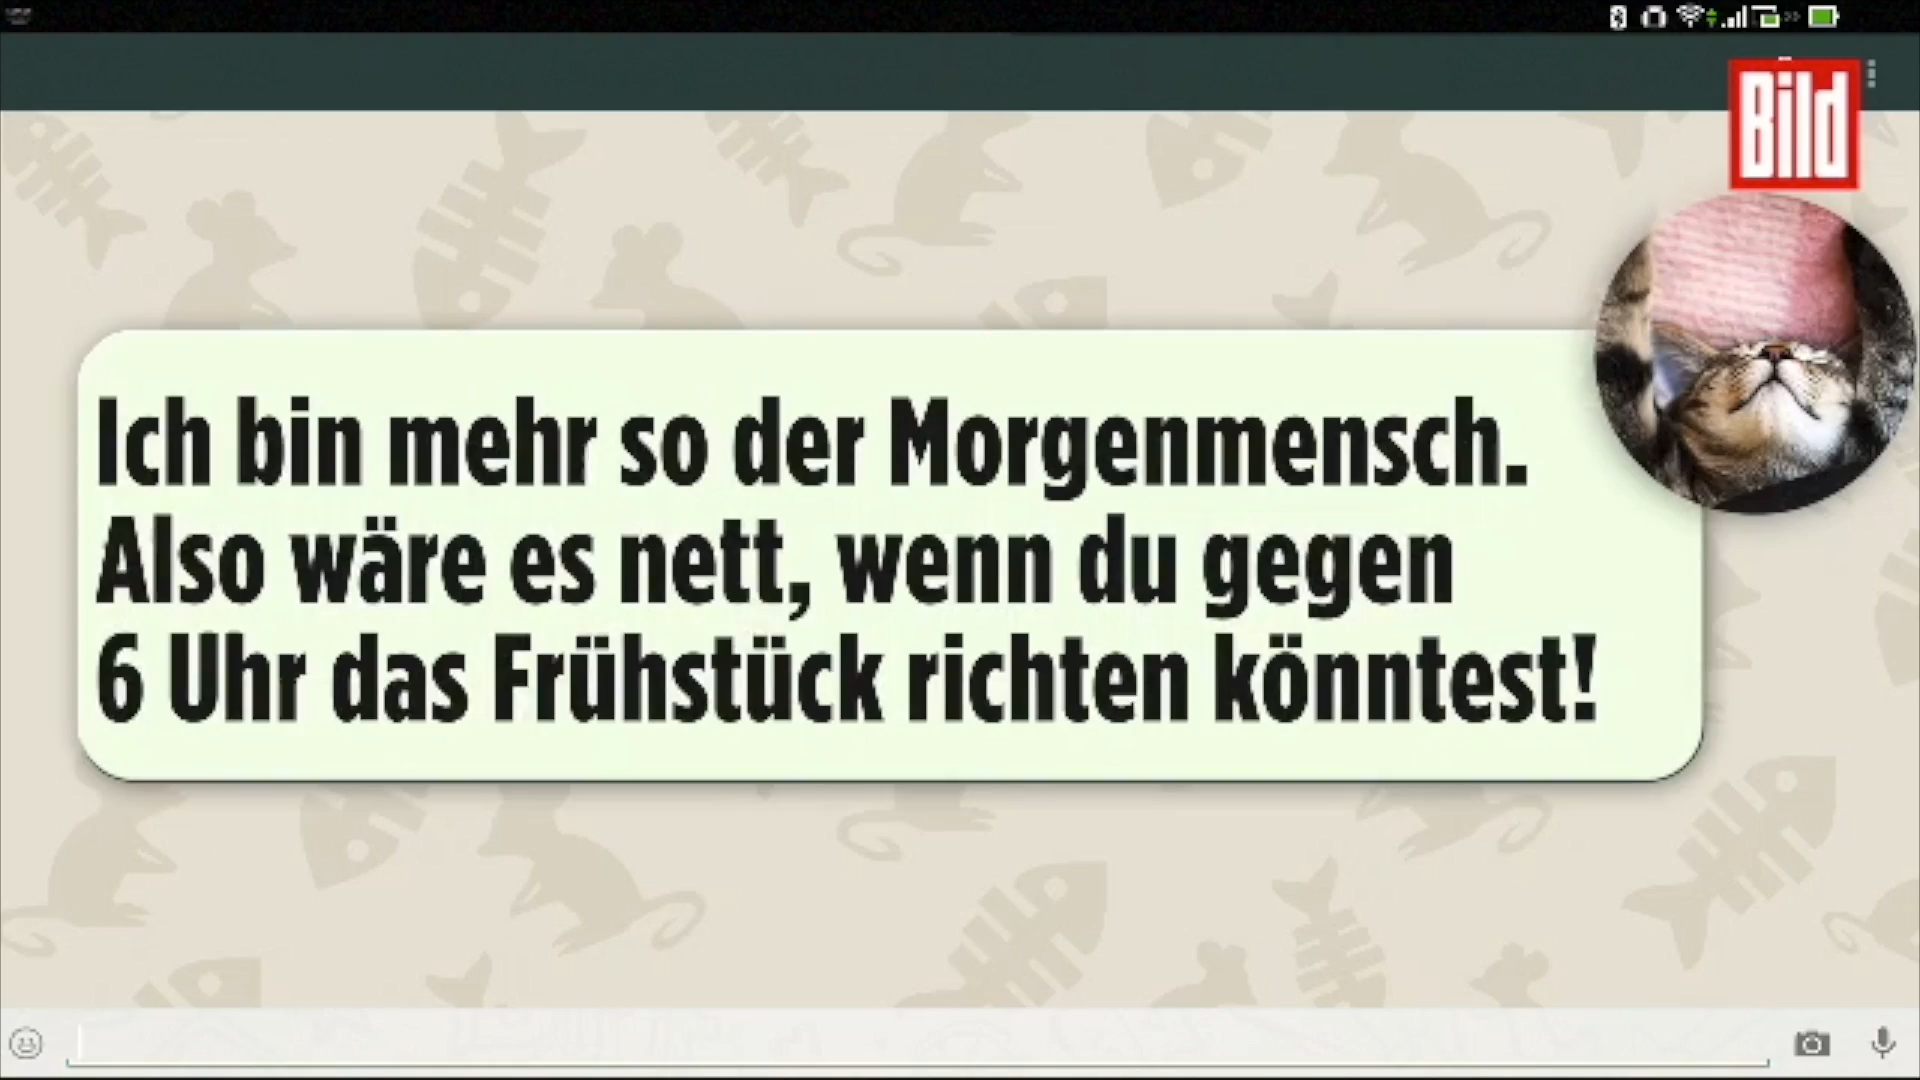 Bild
Ich bin mehr so der Morgenmensch.
Also wäre es nett, wenn du gegen
6 Uhr das Frühstück richten könntest!